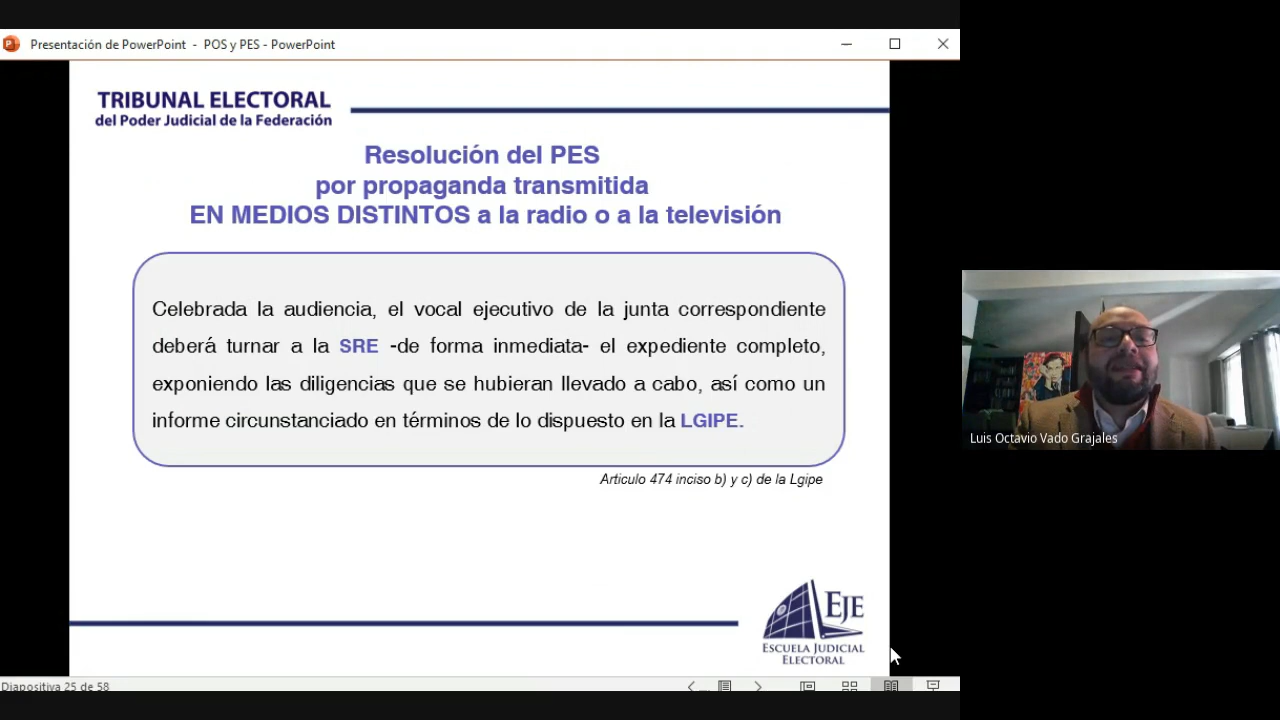 Presentación de PowerPoint - POS y PES - PowerPoint
TRIBUNAL ELECTORAL
del Poder Judicial de la Federación
Resolución del PES
por propaganda transmitida
EN MEDIOS DISTINTOS a la radio o a la televisión
Celebrada la audiencia, el vocal ejecutivo de la junta correspondiente
deberá turnar a la SRE -de forma inmediata- el expediente completo,
exponiendo las diligencias que se hubieran llevado a cabo, así como un
informe circunstanciado en términos de lo dispuesto en la LGIPE.
Articulo 474 inciso b) y c) de la Lgipe
EJE
ESCUELA JUDICIAL
ELECTORAL
Diapositiva 25 de 58
Luis Octavio Vado Grajales